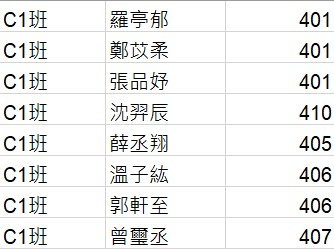 C1班 羅亭郁 401
C1班 鄭苡柔 401
C1班 張品妤 401
C1班 沈羿辰 410
C1班 薛丞翔 405
C1班 溫子紘 406
C1班 郭軒至 406
C1班 曾璽丞 407